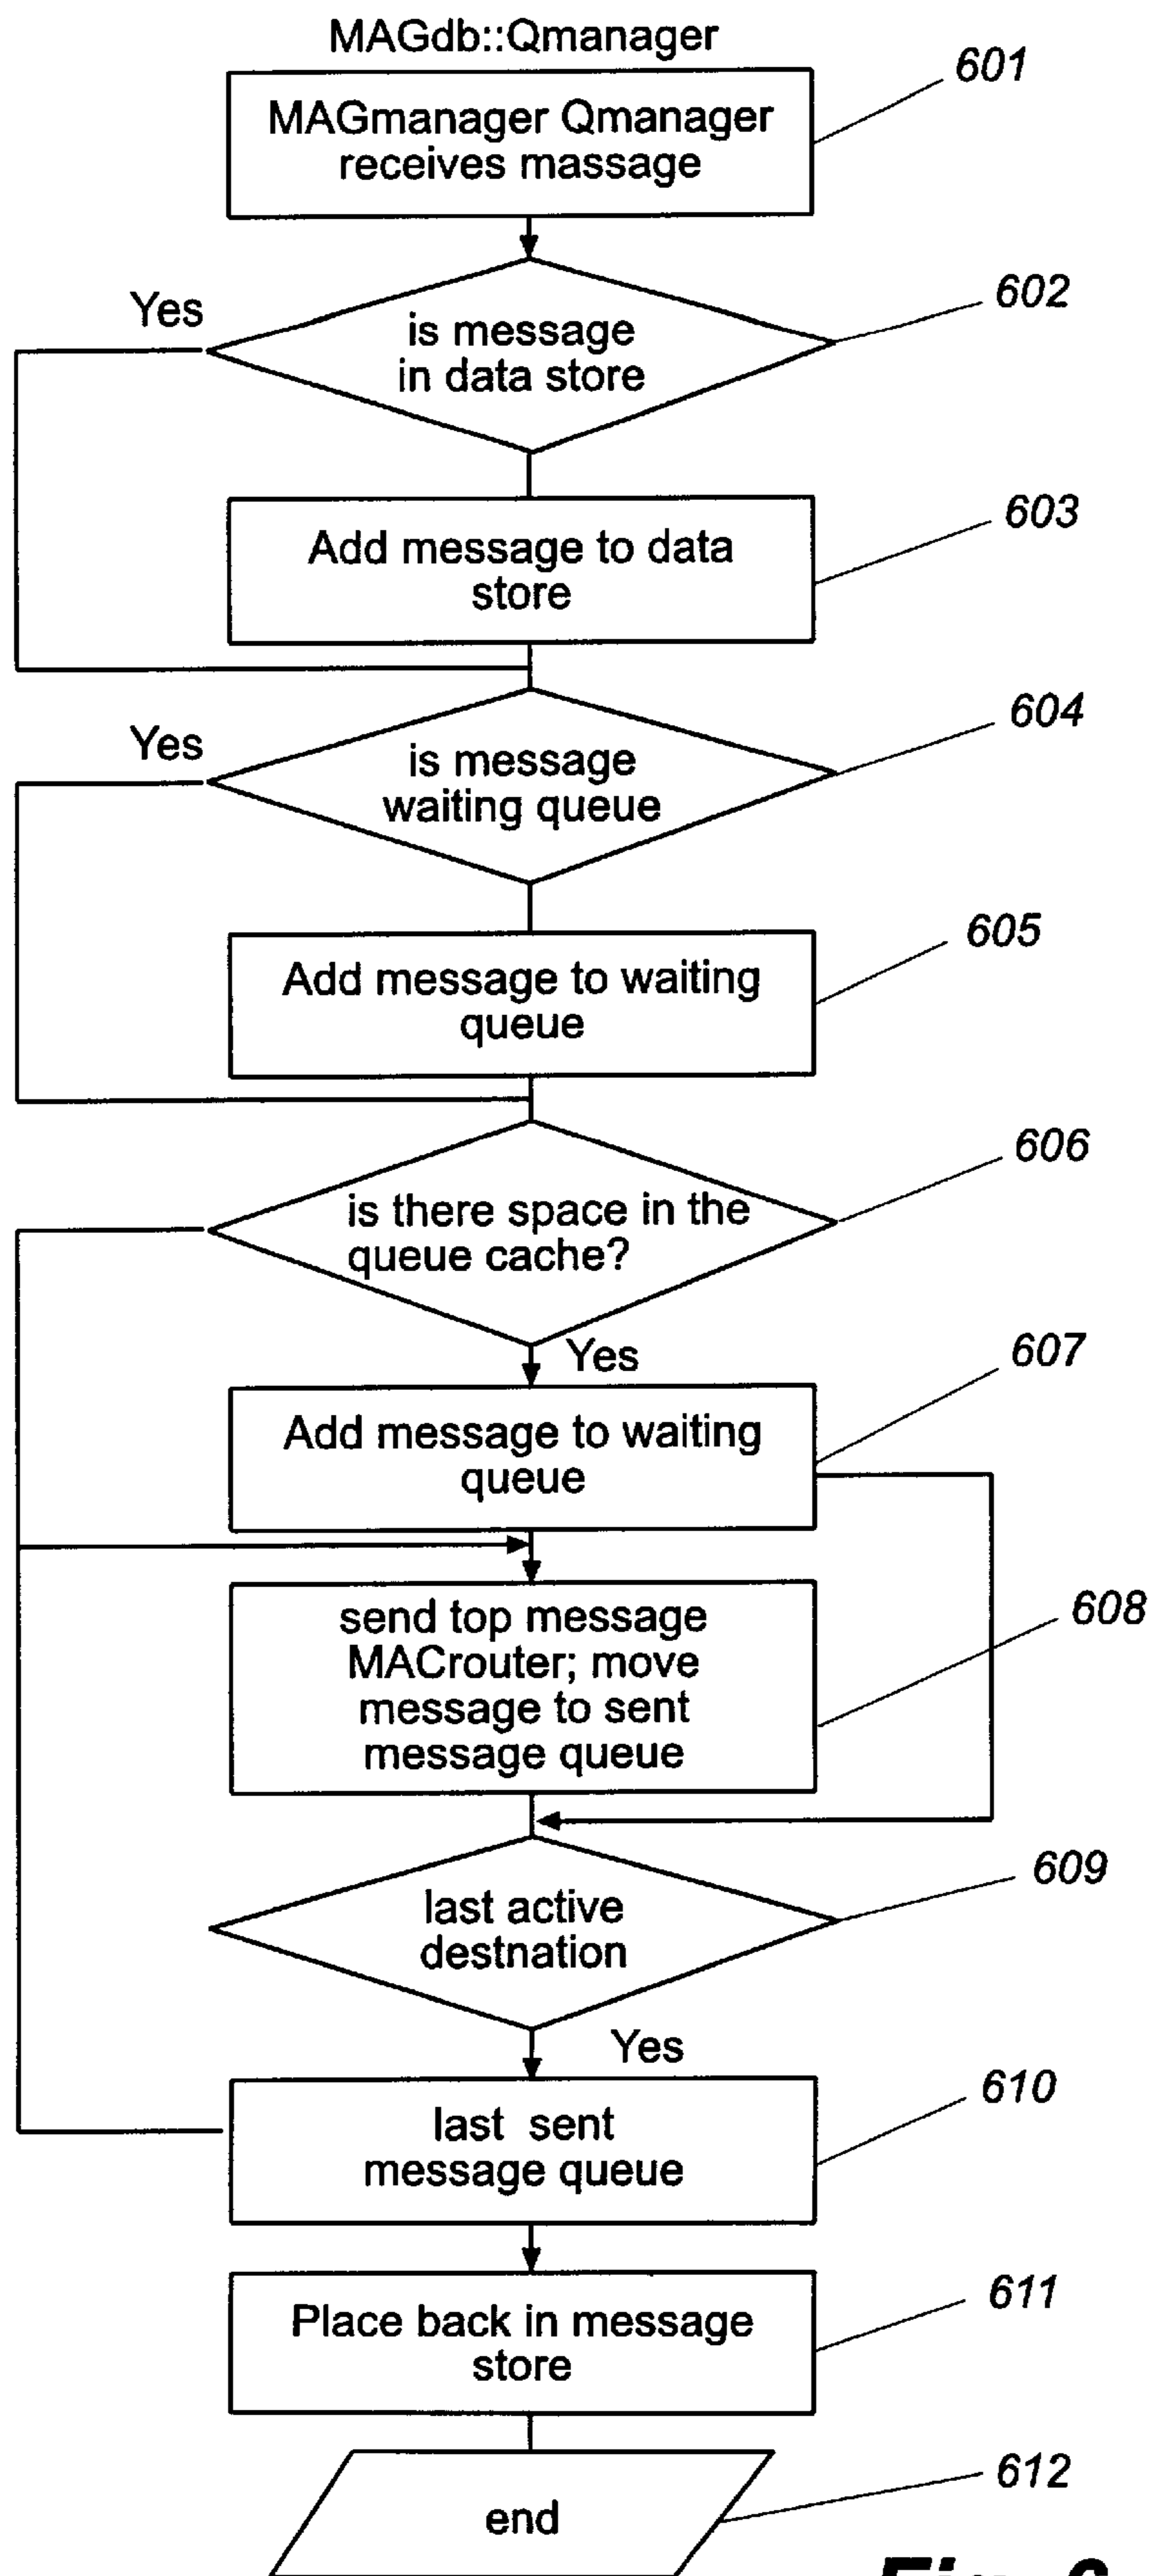 MAGdb::Qmanager
601
MAGmanager Qmanager
receives massage
602
Yes
is message
in data store
603
Add message to data
store
604
Yes
is message
waiting queue
605
Add message to waiting
queue
606
is there space in the
queue cache?
Yes
607
Add message to waiting
queue
608
send top message
MACrouter; move
message to sent
message queue
609
last active
destnation
Yes
610
last sent
message queue
611
Place back in message
store
612
end